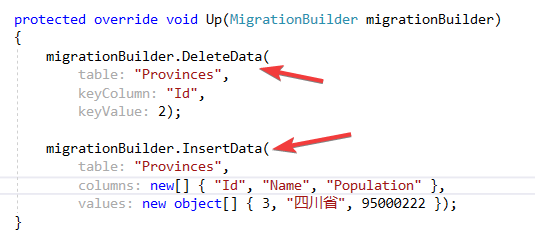 protected override void Up(MigrationBuilder migrationBuilder)
{
migrationBuilder.DeleteData(
table: "Provinces",
keyColumn: "Id",
keyValue: 2);
migrationBuilder.InsertData(
table: "Provinces",
columns: new[] { "Id", "Name", "Population" },
values: new object[] { 3, "四川省", 95000222 });
}